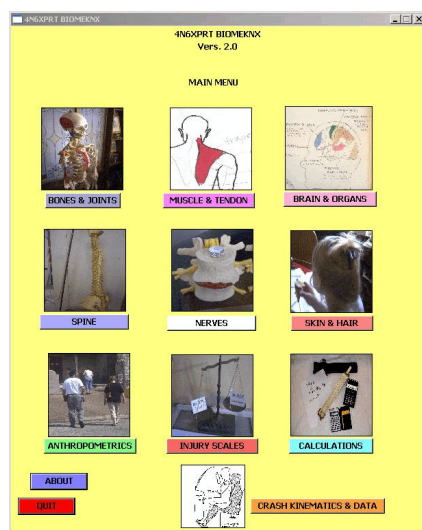 4N6XPRT BIOMEKNX
4N6XPRT BIOMEKNX
Vers. 2.0
MAIN MENU
BONES & JOINTS
MUSCLE & TENDON
BRAIN & ORGANS
SPINE
NERVES
SKIN & HAIR
ANTHROPOMETRICS
INJURY SCALES
CALCULATIONS
ABOUT
QUIT
CRASH KINEMATICS & DATA